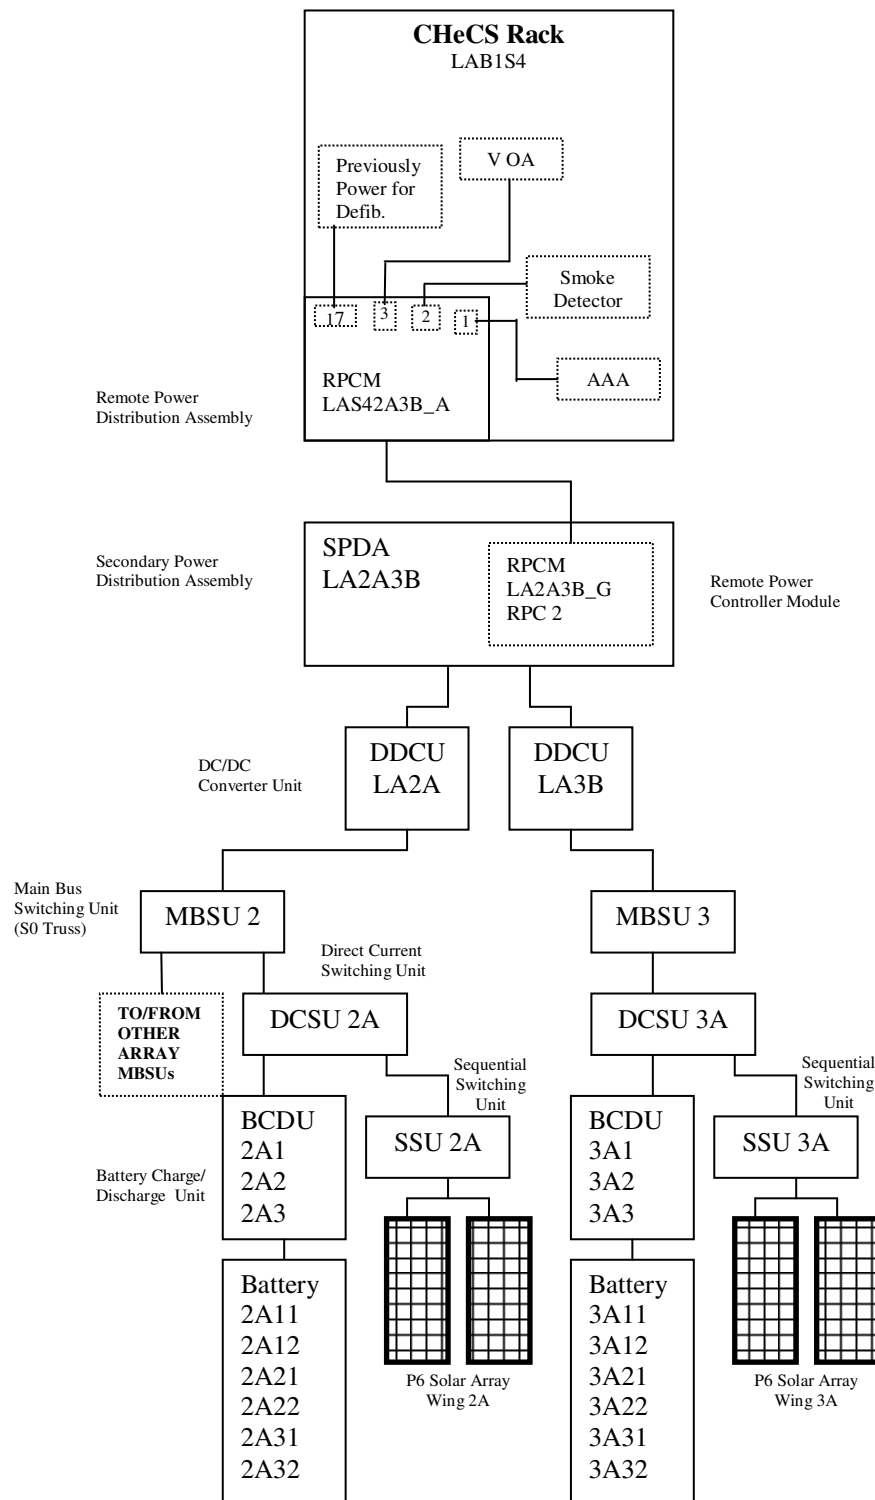 CHeCS Rack
LAB1S4
Previously
Power for
Defib.
V OA
Smoke
Detector
17
3
2
1
AAA
RPCM
LAS42A3B_A
Remote Power
Distribution Assembly
SPDA
LA2A3B
RPCM
LA2A3B_G
RPC 2
Secondary Power
Distribution Assembly
Remote Power
Controller Module
DDCU
LA2A
DDCU
LA3B
DC/DC
Converter Unit
Main Bus
Switching Unit
(S0 Truss)
MBSU 2
MBSU 3
Direct Current
Switching Unit
TO/FROM
OTHER
ARRAY
MBSUs
DCSU 2A
DCSU 3A
Sequential
Switching
Unit
Sequential
Switching
Unit
BCDU
2A1
2A2
2A3
SSU 2A
BCDU
3A1
3A2
3A3
SSU 3A
Battery Charge/
Discharge Unit
Battery
2A11
2A12
2A21
2A22
2A31
2A32
P6 Solar Array
Wing 2A
Battery
3A11
3A12
3A21
3A22
3A31
3A32
P6 Solar Array
Wing 3A